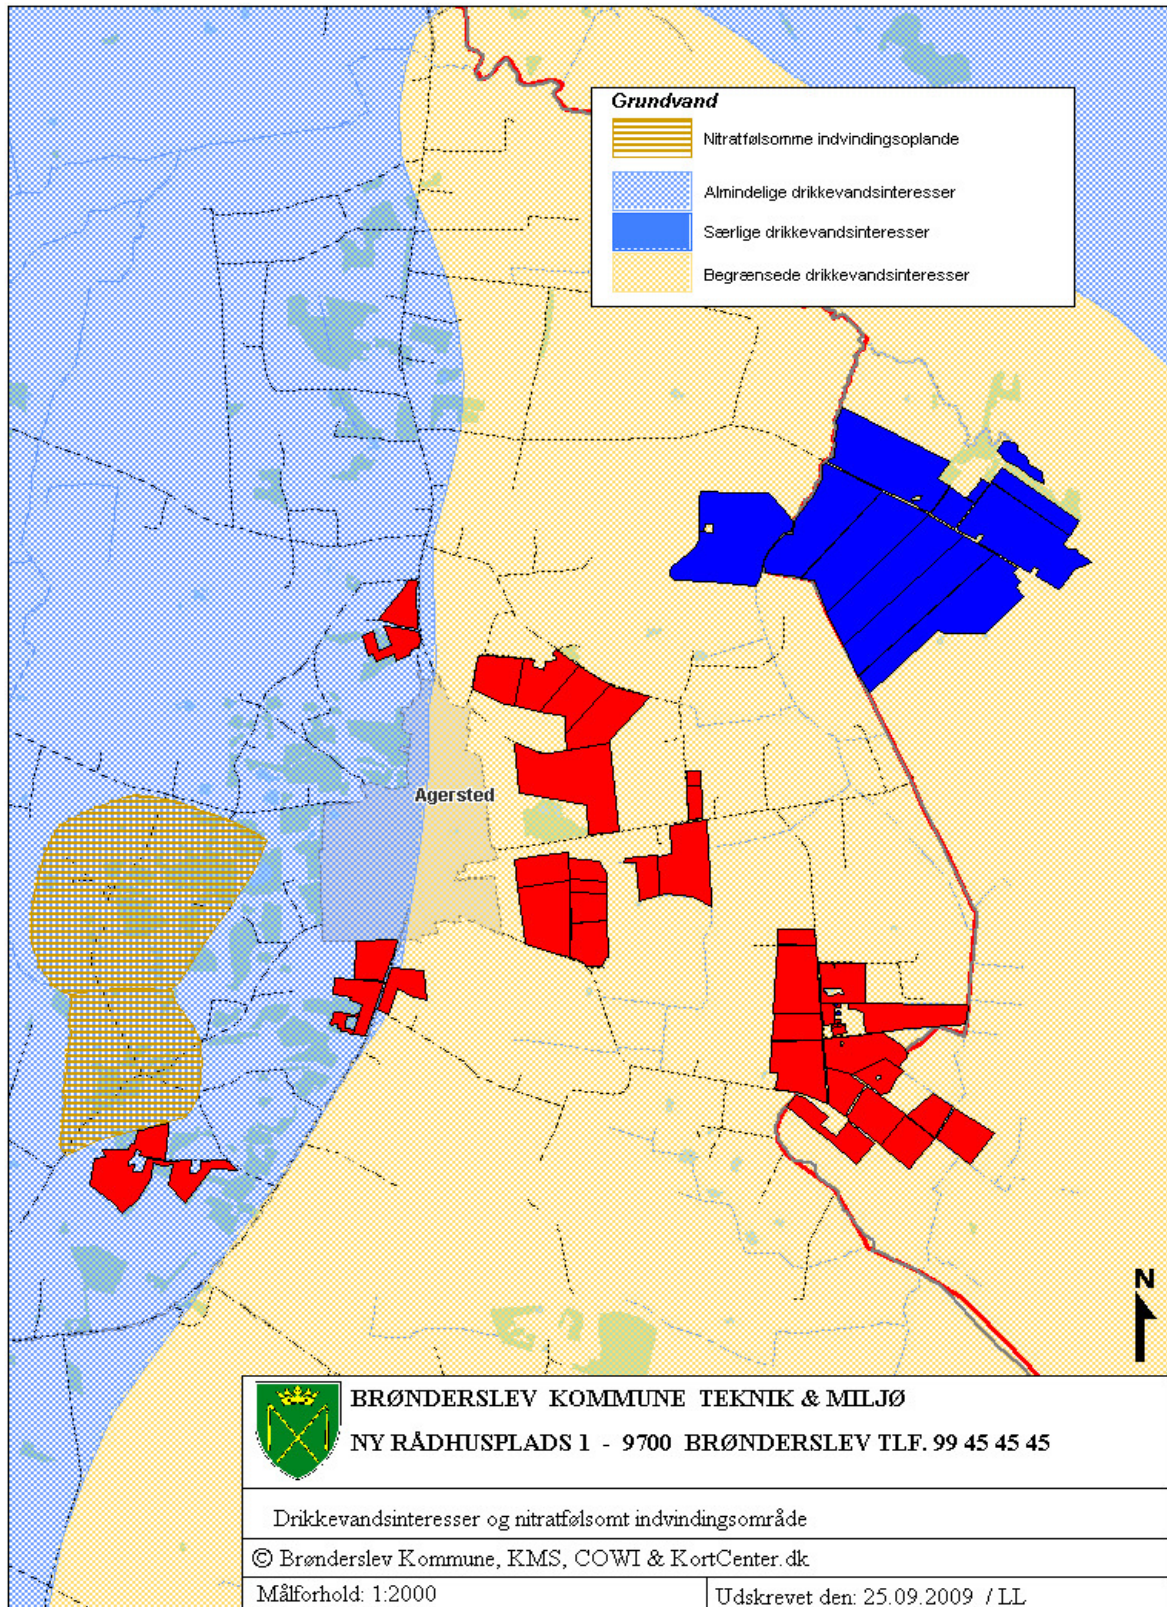 Grundvand
Nitratfølsomme indvindingsoplande
Almindelige drikkevandsinteresser
Særlige drikkevandsinteresser
Begrænsede drikkevandsinteresser
Agersted
N
BRØNDERSLEV KOMMUNE TEKNIK & MILJØ
NY RÅDHUSPLADS 1 - 9700 BRØNDERSLEV TLF. 99 45 45 45
Drikkevandsinteresser og nitratfølsomt indvindingsområde
© Brønderslev Kommune, KMS, COWI & KortCenter.dk
Målforhold: 1:2000
Udskrevet den: 25.09.2009 / LL